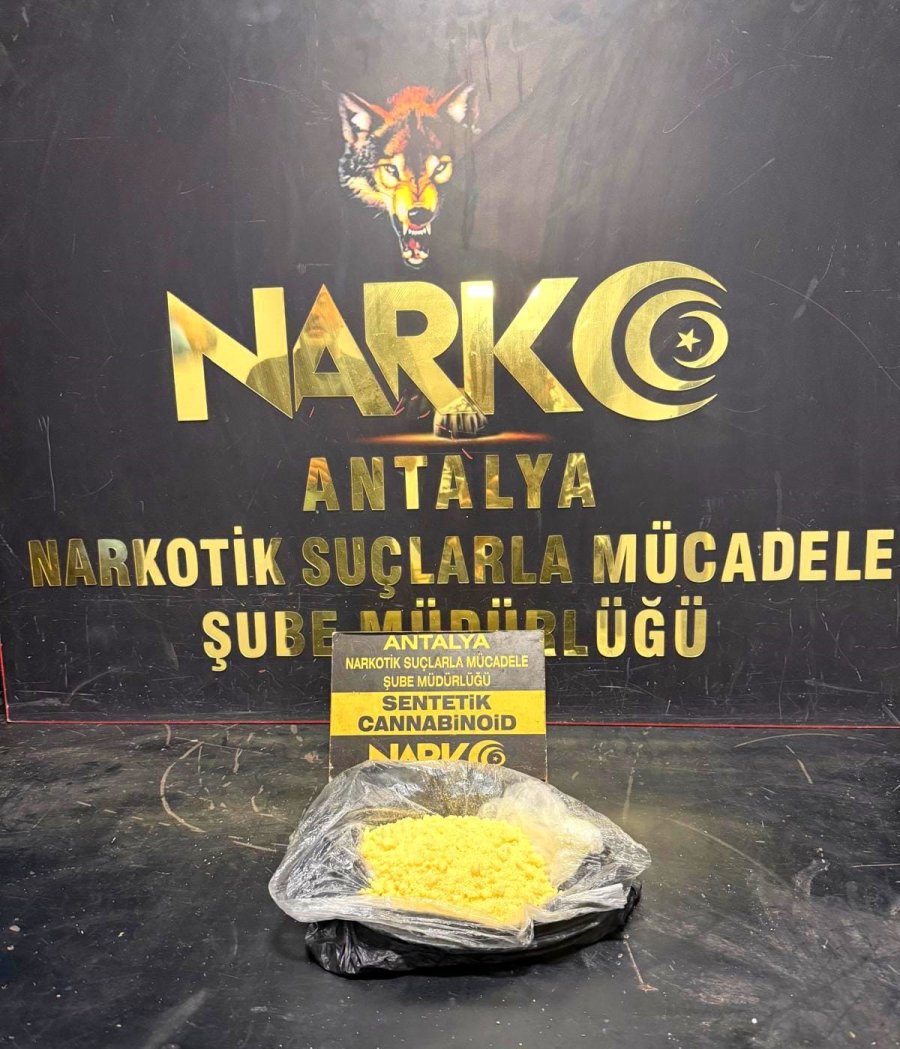 NARKO
ANTALYA
NARKOTİK SUÇLARLA MÜCADELE
ŞUBE MÜDÜRLÜĞÜ
ANTALYA
NARKOTİK SUÇLARLA MÜCADELE
ŞUBE MÜDÜRLÜĞÜ
SENTETİK
CANNABİNOİD
NARKO